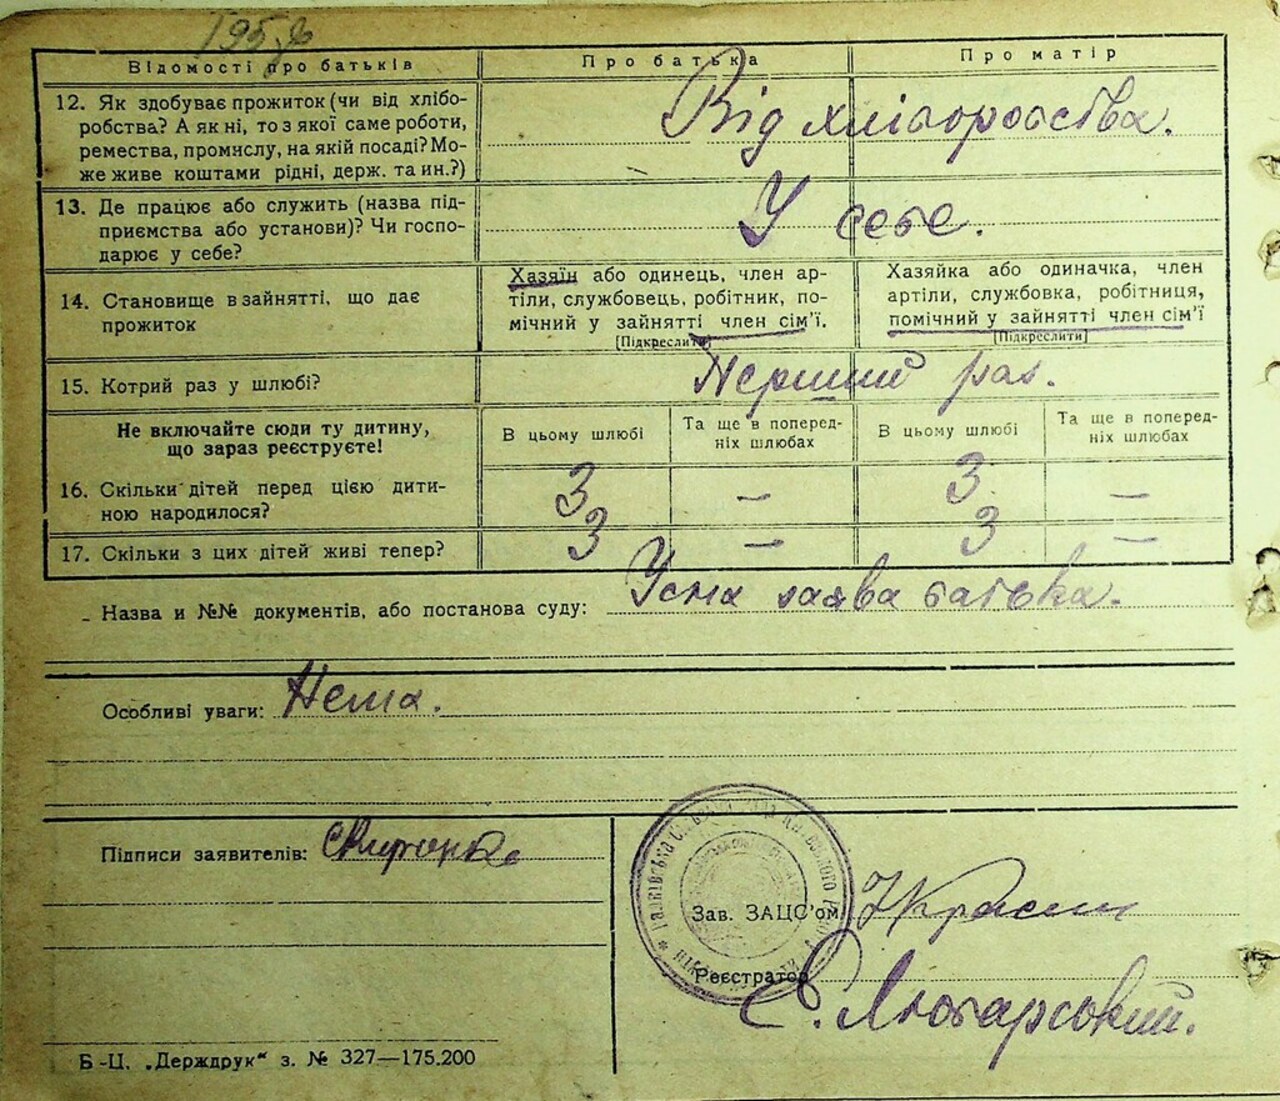 195
Відомості про батьків
Про батька
Про матір
12. Як здобуває прожиток (чи від хлібо-
робства? А як ні, то з якої саме роботи,
ремества, промислу, на якій посаді? Мо-
же живе коштами рідні, держ. та ин.?)
Від хліборобства.
13. Де працює або служить (назва під-
приємства або установи)? Чи госпо-
дарює у себе?
У себе.
14. Становище в зайнятті, що дає
прожиток
Хазяїн або одинець, член ар-
тіли, службовець, робітник, по-
мічний у зайнятті член сім'ї.
[Підкреслити]
Хазяйка або одиначка, член
артіли, службовка, робітниця,
помічний у зайнятті член сім'ї
[Підкреслити]
15. Котрий раз у шлюбі?
Перший раз.
Не включайте сюди ту дитину,
що зараз реєструєте!
В цьому шлюбі
Та ще в поперед-
ніх шлюбах
В цьому шлюбі
Та ще в поперед-
ніх шлюбах
16. Скільки дітей перед цією дити-
ною народилося?
3 — 3 —
17. Скільки з цих дітей живі тепер?
3 — 3 —
Назва и №№ документів, або постанова суду: Усна заява батька.
Особливі уваги: Нема.
Підписи заявителів:
Зав. ЗАЦС'ом
Реєстратор
Б-Ц. „Держдрук" з. № 327—175.200